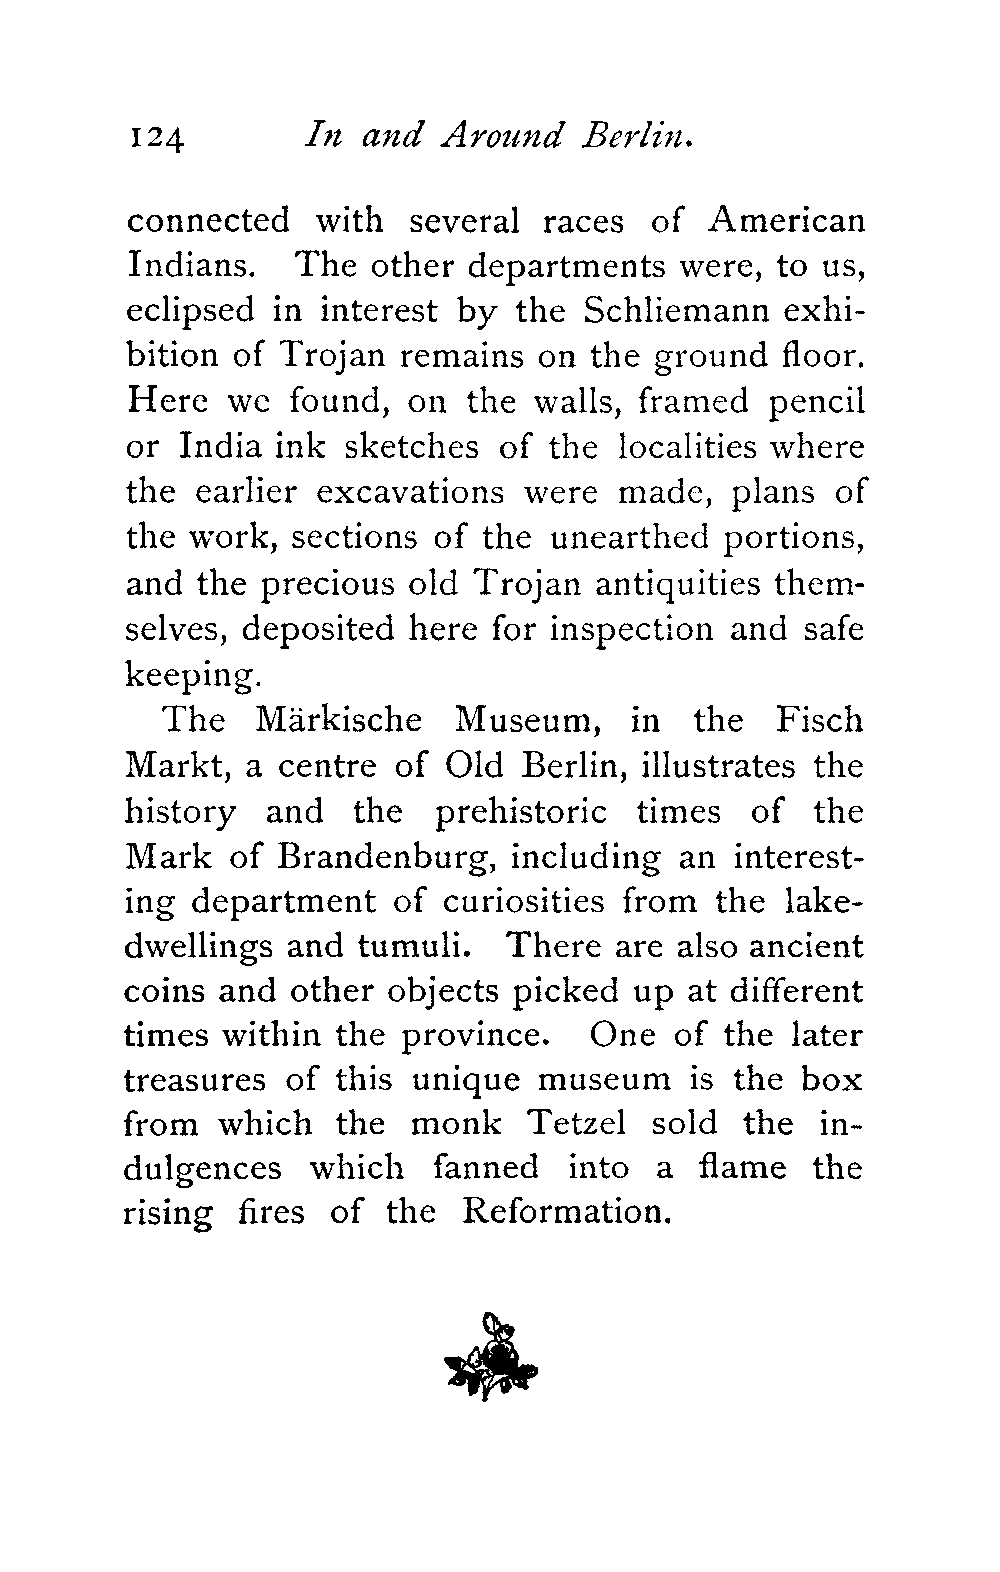 124 In and Around Berlin.
connected with several races of American
Indians. The other departments were, to us,
eclipsed in interest by the Schliemann exhi-
bition of Trojan remains on the ground floor.
Here we found, on the walls, framed pencil
or India ink sketches of the localities where
the earlier excavations were made, plans of
the work, sections of the unearthed portions,
and the precious old Trojan antiquities them-
selves, deposited here for inspection and safe
keeping.
The Märkische Museum, in the Fisch
Markt, a centre of Old Berlin, illustrates the
history and the prehistoric times of the
Mark of Brandenburg, including an interest-
ing department of curiosities from the lake-
dwellings and tumuli. There are also ancient
coins and other objects picked up at different
times within the province. One of the later
treasures of this unique museum is the box
from which the monk Tetzel sold the in-
dulgences which fanned into a flame the
rising fires of the Reformation.